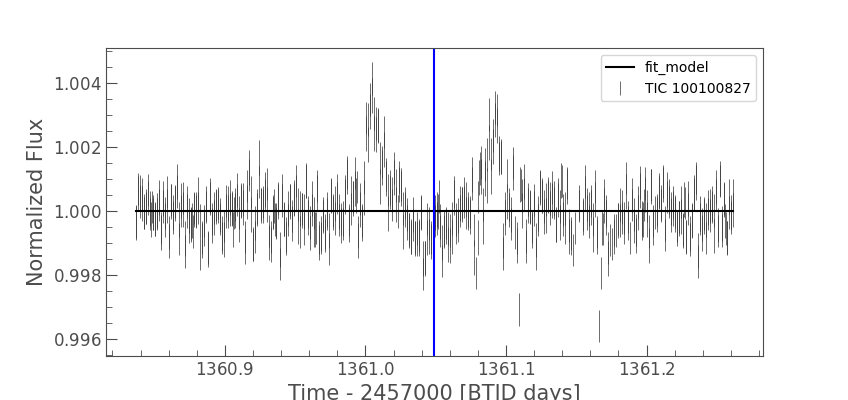 fit_model
TIC 100100827
1.004
1.002
1.000
0.998
0.996
Normalized Flux
1360.9 1361.0 1361.1 1361.2
Time - 2457000 [BTJD days]